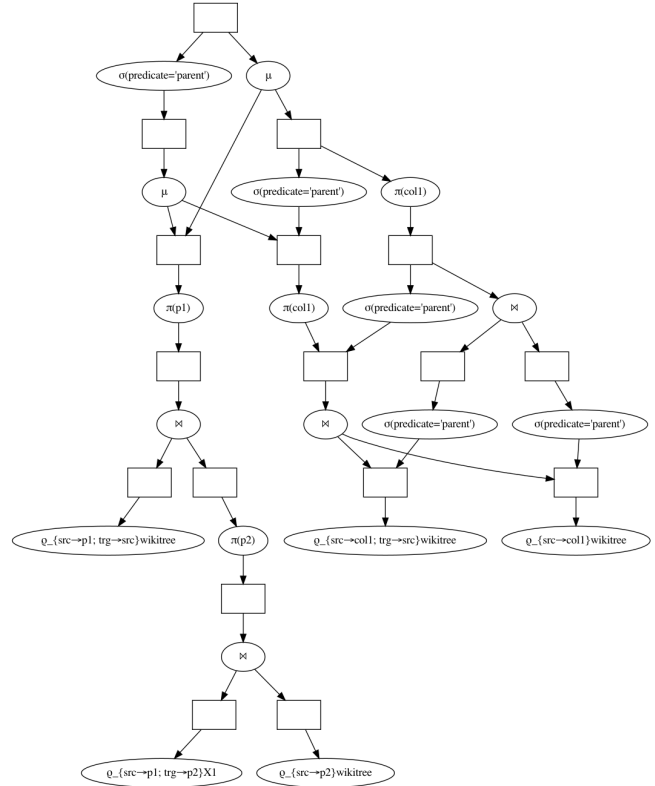 σ(predicate='parent')
μ
μ
σ(predicate='parent')
π(col1)
π(p1)
π(col1)
σ(predicate='parent')
⋈
⋈
⋈
σ(predicate='parent')
σ(predicate='parent')
ϱ_{src→p1; trg→src}wikitree
π(p2)
ϱ_{src→col1; trg→src}wikitree
ϱ_{src→col1}wikitree
⋈
ϱ_{src→p1; trg→p2}X1
ϱ_{src→p2}wikitree